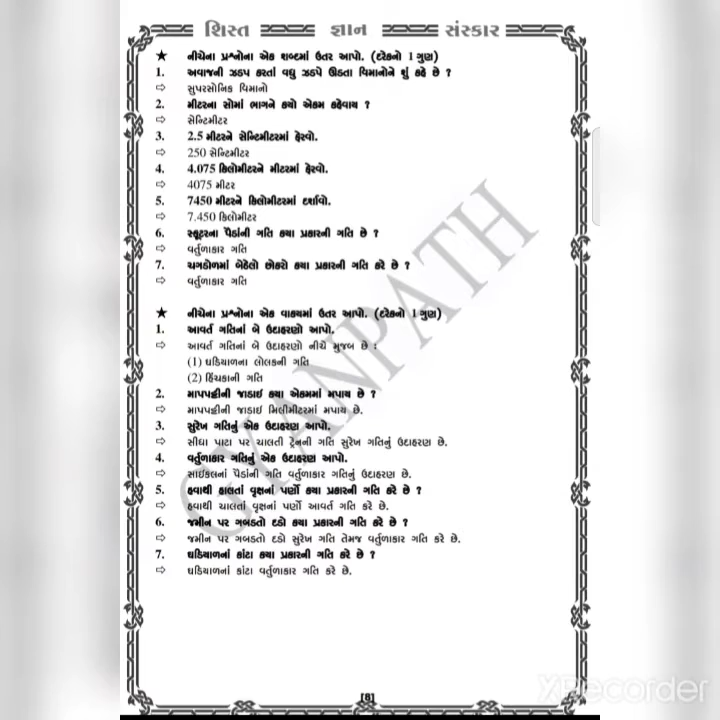 શિસ્ત જ્ઞાન સંસ્કાર
★ નીચેના પ્રશ્નોના એક શબ્દમાં ઉતર આપો. (દરેકનો 1 ગુણ)
1. અવાજની ઝડપ કરતાં વધુ ઝડપે ઊડતા વિમાનોને શું કહે છે ?
⇨ સુપરસોનિક વિમાનો
2. મીટરના સોમાં ભાગને કયો એકમ કહેવાય ?
⇨ સેન્ટિમીટર
3. 2.5 મીટરને સેન્ટિમીટરમાં ફેરવો.
⇨ 250 સેન્ટિમીટર
4. 4.075 કિલોમીટરને મીટરમાં ફેરવો.
⇨ 4075 મીટર
5. 7450 મીટરને કિલોમીટરમાં દર્શાવો.
⇨ 7.450 કિલોમીટર
6. સ્કૂટરના પૈડાંની ગતિ કયા પ્રકારની ગતિ છે ?
⇨ વર્તુળાકાર ગતિ
7. ચગડોળમાં બેઠેલો છોકરો કયા પ્રકારની ગતિ કરે છે ?
⇨ વર્તુળાકાર ગતિ
★ નીચેના પ્રશ્નોના એક વાક્યમાં ઉતર આપો. (દરેકનો 1 ગુણ)
1. આવર્ત ગતિનાં બે ઉદાહરણો આપો.
⇨ આવર્ત ગતિનાં બે ઉદાહરણો નીચે મુજબ છે :
(1) ઘડિયાળના લોલકની ગતિ
(2) હિંચકાની ગતિ
2. માપપટ્ટીની જાડાઈ કયા એકમમાં મપાય છે ?
⇨ માપપટ્ટીની જાડાઈ મિલીમીટરમાં મપાય છે.
3. સુરેખ ગતિનું એક ઉદાહરણ આપો.
⇨ સીધા પાટા પર ચાલતી ટ્રેનની ગતિ સુરેખ ગતિનું ઉદાહરણ છે.
4. વર્તુળાકાર ગતિનું એક ઉદાહરણ આપો.
⇨ સાઈકલનાં પૈડાંની ગતિ વર્તુળાકાર ગતિનું ઉદાહરણ છે.
5. હવાથી હાલતાં વૃક્ષનાં પર્ણો કયા પ્રકારની ગતિ કરે છે ?
⇨ હવાથી ચાલતાં વૃક્ષનાં પર્ણો આવર્ત ગતિ કરે છે.
6. જમીન પર ગબડતો દડો કયા પ્રકારની ગતિ કરે છે ?
⇨ જમીન પર ગબડતો દડો સુરેખ ગતિ તેમજ વર્તુળાકાર ગતિ કરે છે.
7. ઘડિયાળનાં કાંટા કયા પ્રકારની ગતિ કરે છે ?
⇨ ઘડિયાળનાં કાંટા વર્તુળાકાર ગતિ કરે છે.
GYANPATH
[8]
XRecorder